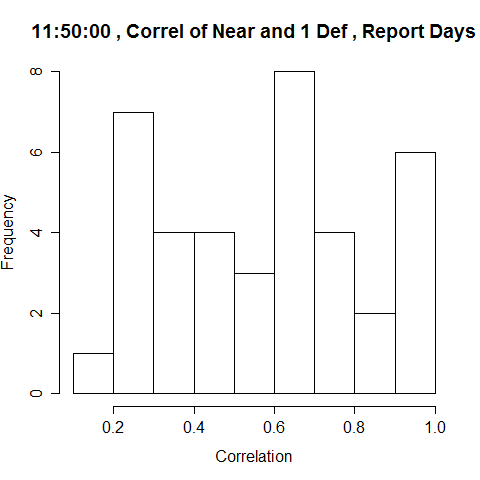 11:50:00 , Correl of Near and 1 Def , Report Days
8
6
4
2
0
Frequency
0.2 0.4 0.6 0.8 1.0
Correlation